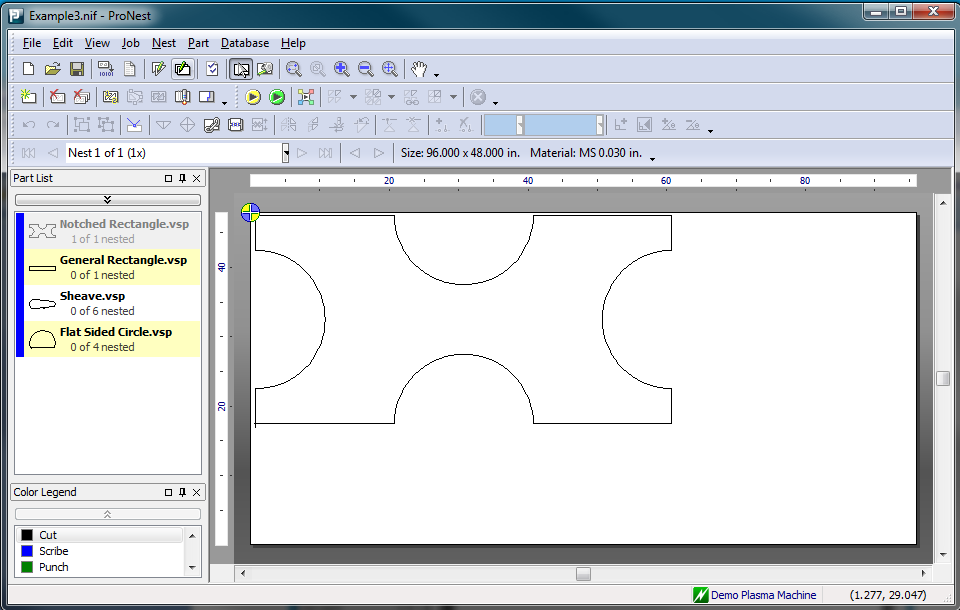 Example3.nif - ProNest
File Edit View Job Nest Part Database Help
Nest 1 of 1 (1x) Size: 96.000 x 48.000 in. Material: MS 0.030 in.
Part List
Notched Rectangle.vsp
1 of 1 nested
General Rectangle.vsp
0 of 1 nested
Sheave.vsp
0 of 6 nested
Flat Sided Circle.vsp
0 of 4 nested
20 40 60 80
40
20
Color Legend
Cut
Scribe
Punch
Demo Plasma Machine (1.277, 29.047)